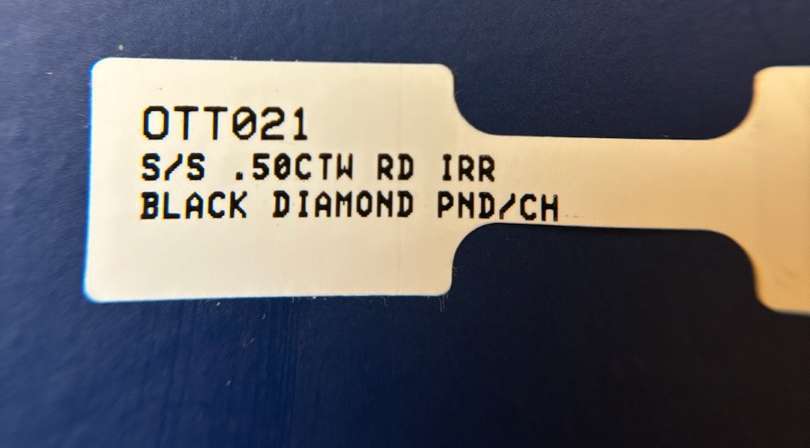 OTT021
S/S .50CTW RD IRR
BLACK DIAMOND PND/CH